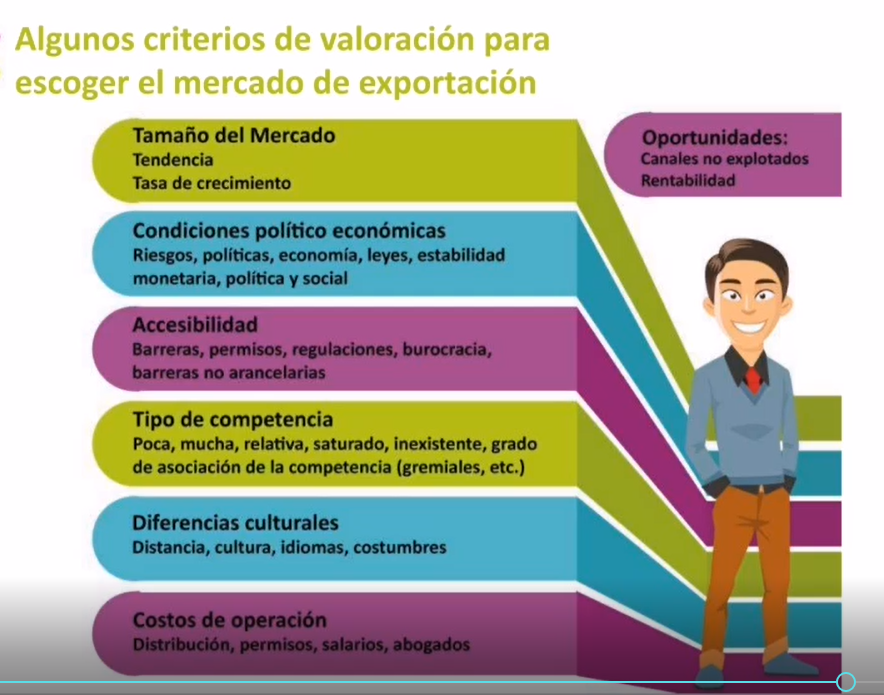 Algunos criterios de valoración para
escoger el mercado de exportación
Tamaño del Mercado
Tendencia
Tasa de crecimiento
Oportunidades:
Canales no explotados
Rentabilidad
Condiciones político económicas
Riesgos, políticas, economía, leyes, estabilidad
monetaria, política y social
Accesibilidad
Barreras, permisos, regulaciones, burocracia,
barreras no arancelarias
Tipo de competencia
Poca, mucha, relativa, saturado, inexistente, grado
de asociación de la competencia (gremiales, etc.)
Diferencias culturales
Distancia, cultura, idiomas, costumbres
Costos de operación
Distribución, permisos, salarios, abogados